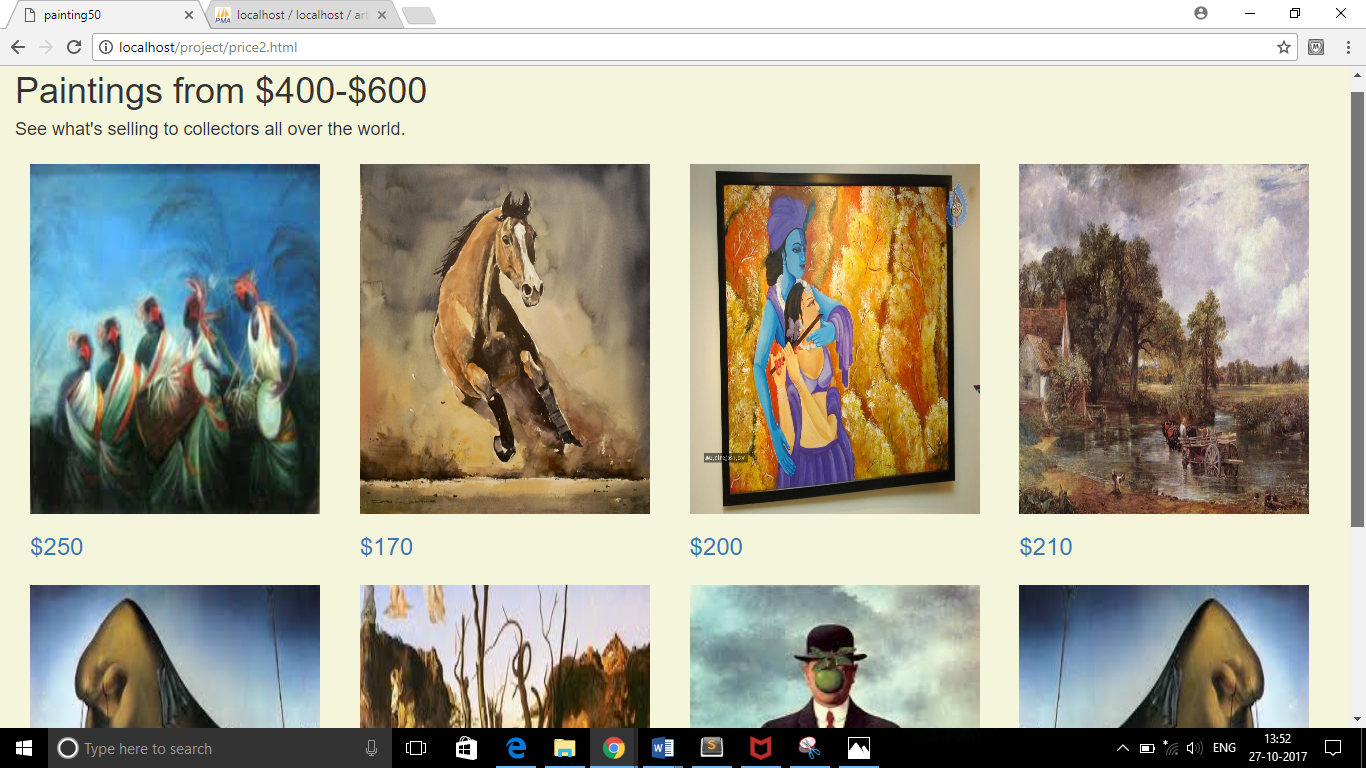 painting50
localhost / localhost / art
localhost/project/price2.html
Paintings from $400-$600
See what's selling to collectors all over the world.
$250
$170
$200
$210
Type here to search
ENG
13:52
27-10-2017